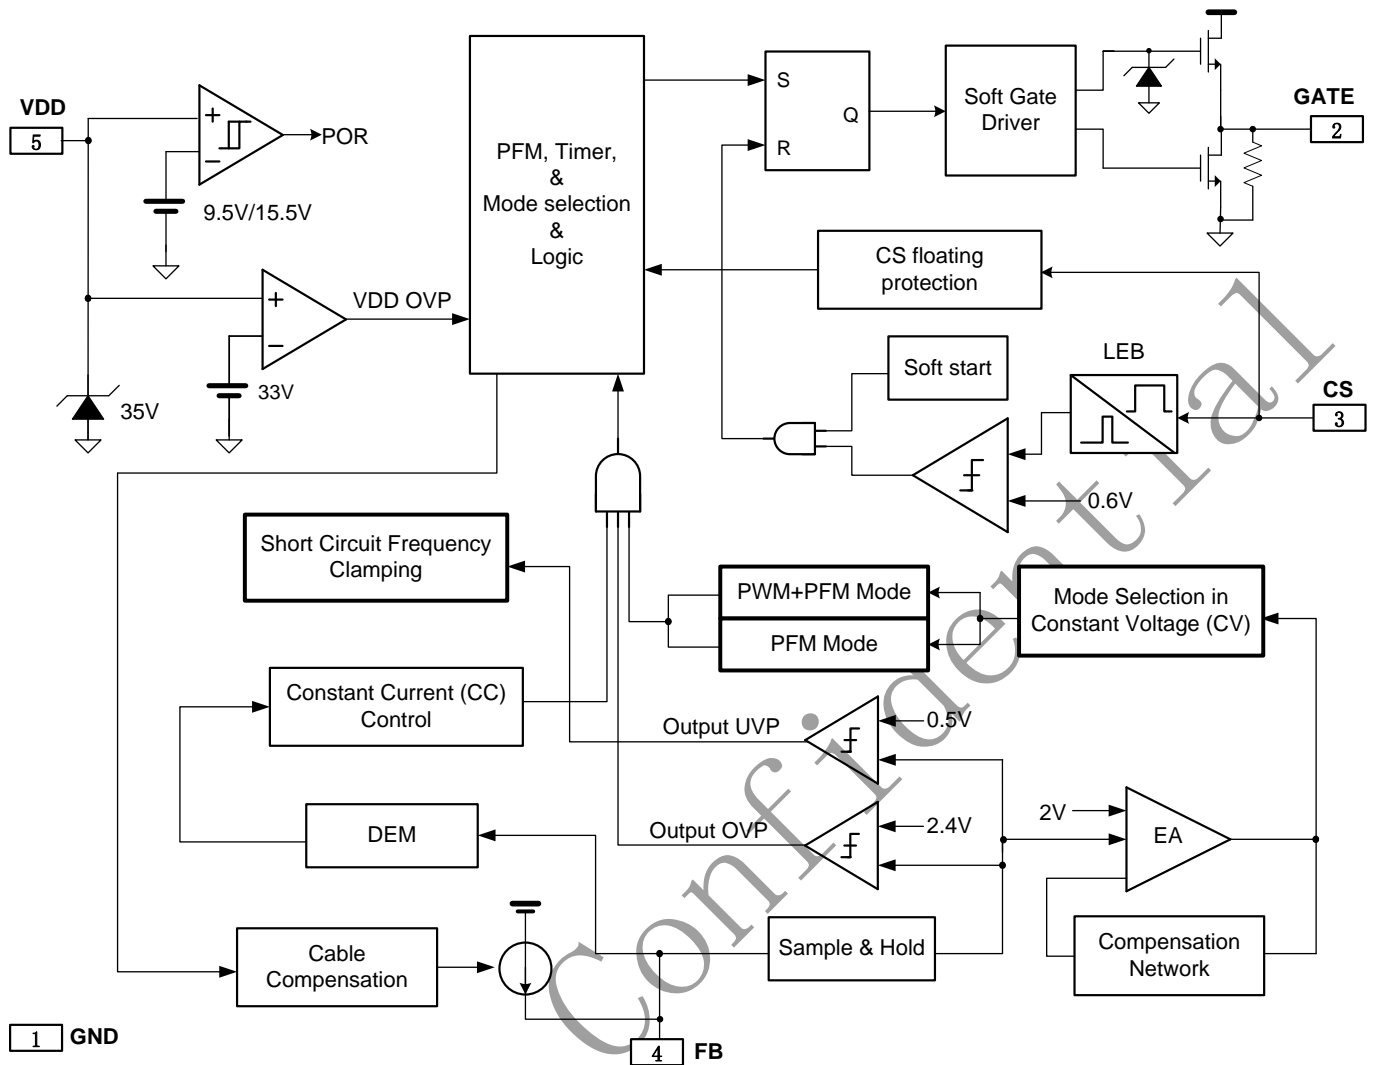 VDD
5
+
−
POR
9.5V/15.5V
+
−
VDD OVP
33V
35V
PFM, Timer,
&
Mode selection
&
Logic
S
R
Q
Soft Gate
Driver
GATE
2
CS floating
protection
Soft start
LEB
CS
3
0.6V
Short Circuit Frequency
Clamping
PWM+PFM Mode
PFM Mode
Mode Selection in
Constant Voltage (CV)
Constant Current (CC)
Control
Output UVP
0.5V
DEM
Output OVP
2.4V
2V
EA
Cable
Compensation
Sample & Hold
Compensation
Network
1
GND
4
FB
Confidential